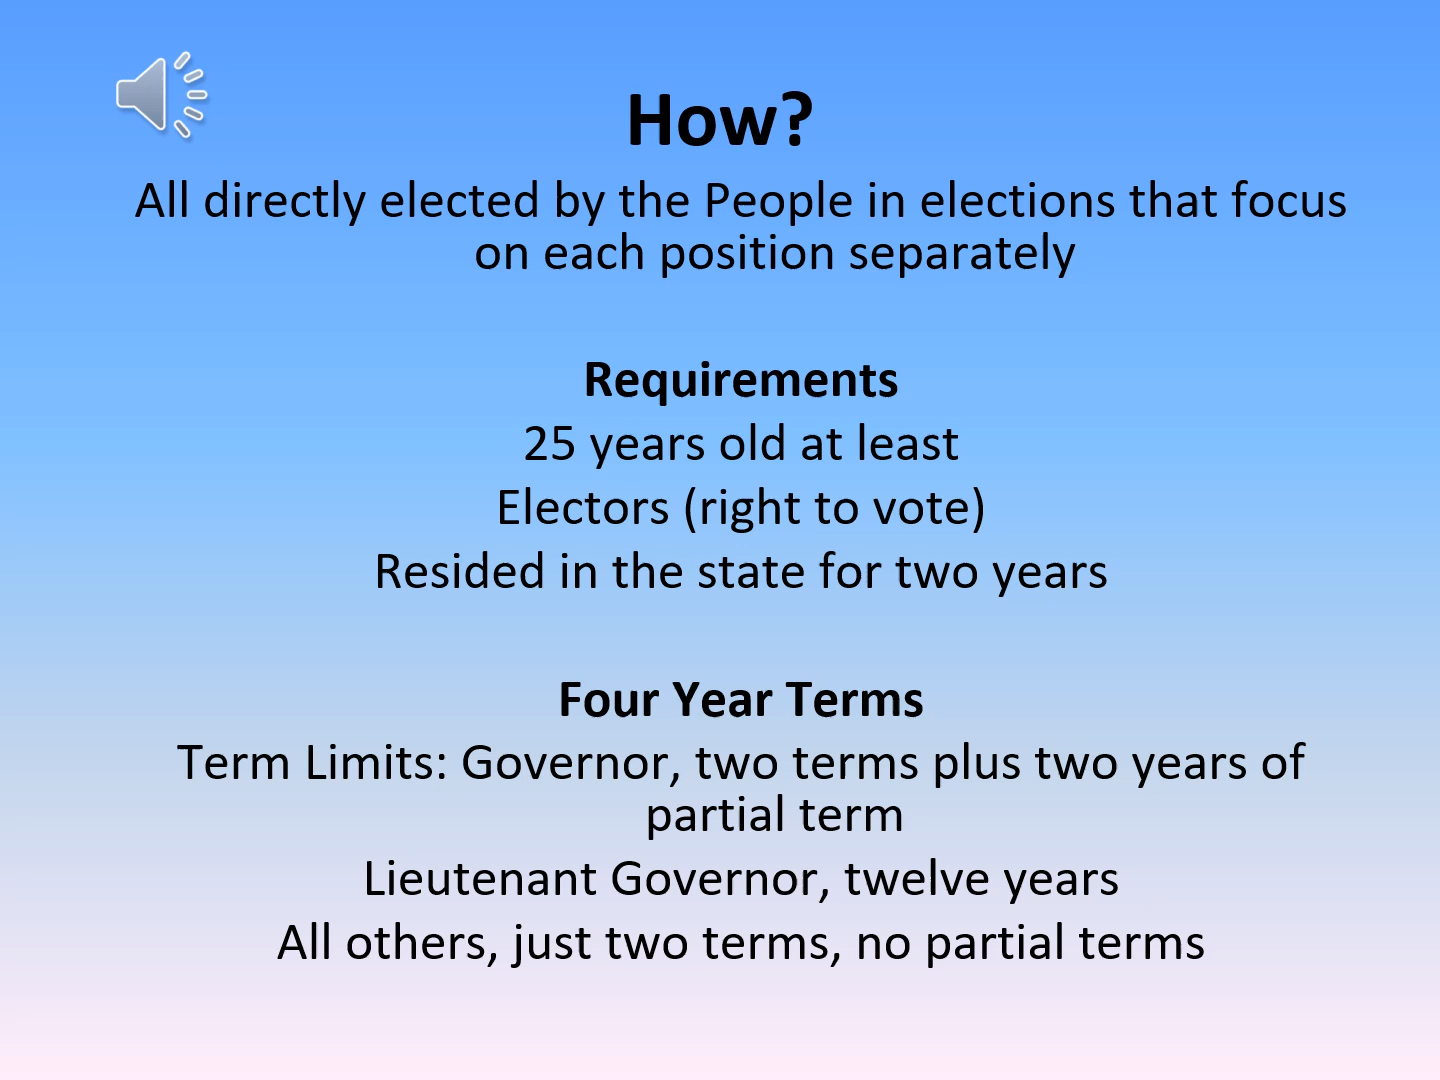 How?
All directly elected by the People in elections that focus
on each position separately
Requirements
25 years old at least
Electors (right to vote)
Resided in the state for two years
Four Year Terms
Term Limits: Governor, two terms plus two years of
partial term
Lieutenant Governor, twelve years
All others, just two terms, no partial terms